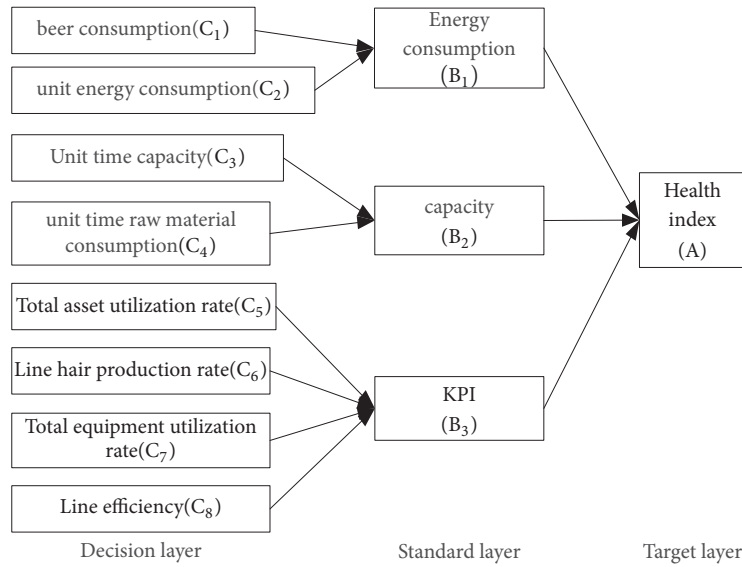 beer consumption(C₁)
unit energy consumption(C₂)
Unit time capacity(C₃)
unit time raw material
consumption(C₄)
Total asset utilization rate(C₅)
Line hair production rate(C₆)
Total equipment utilization
rate(C₇)
Line efficiency(C₈)
Decision layer
Energy
consumption
(B₁)
capacity
(B₂)
KPI
(B₃)
Standard layer
Health
index
(A)
Target layer